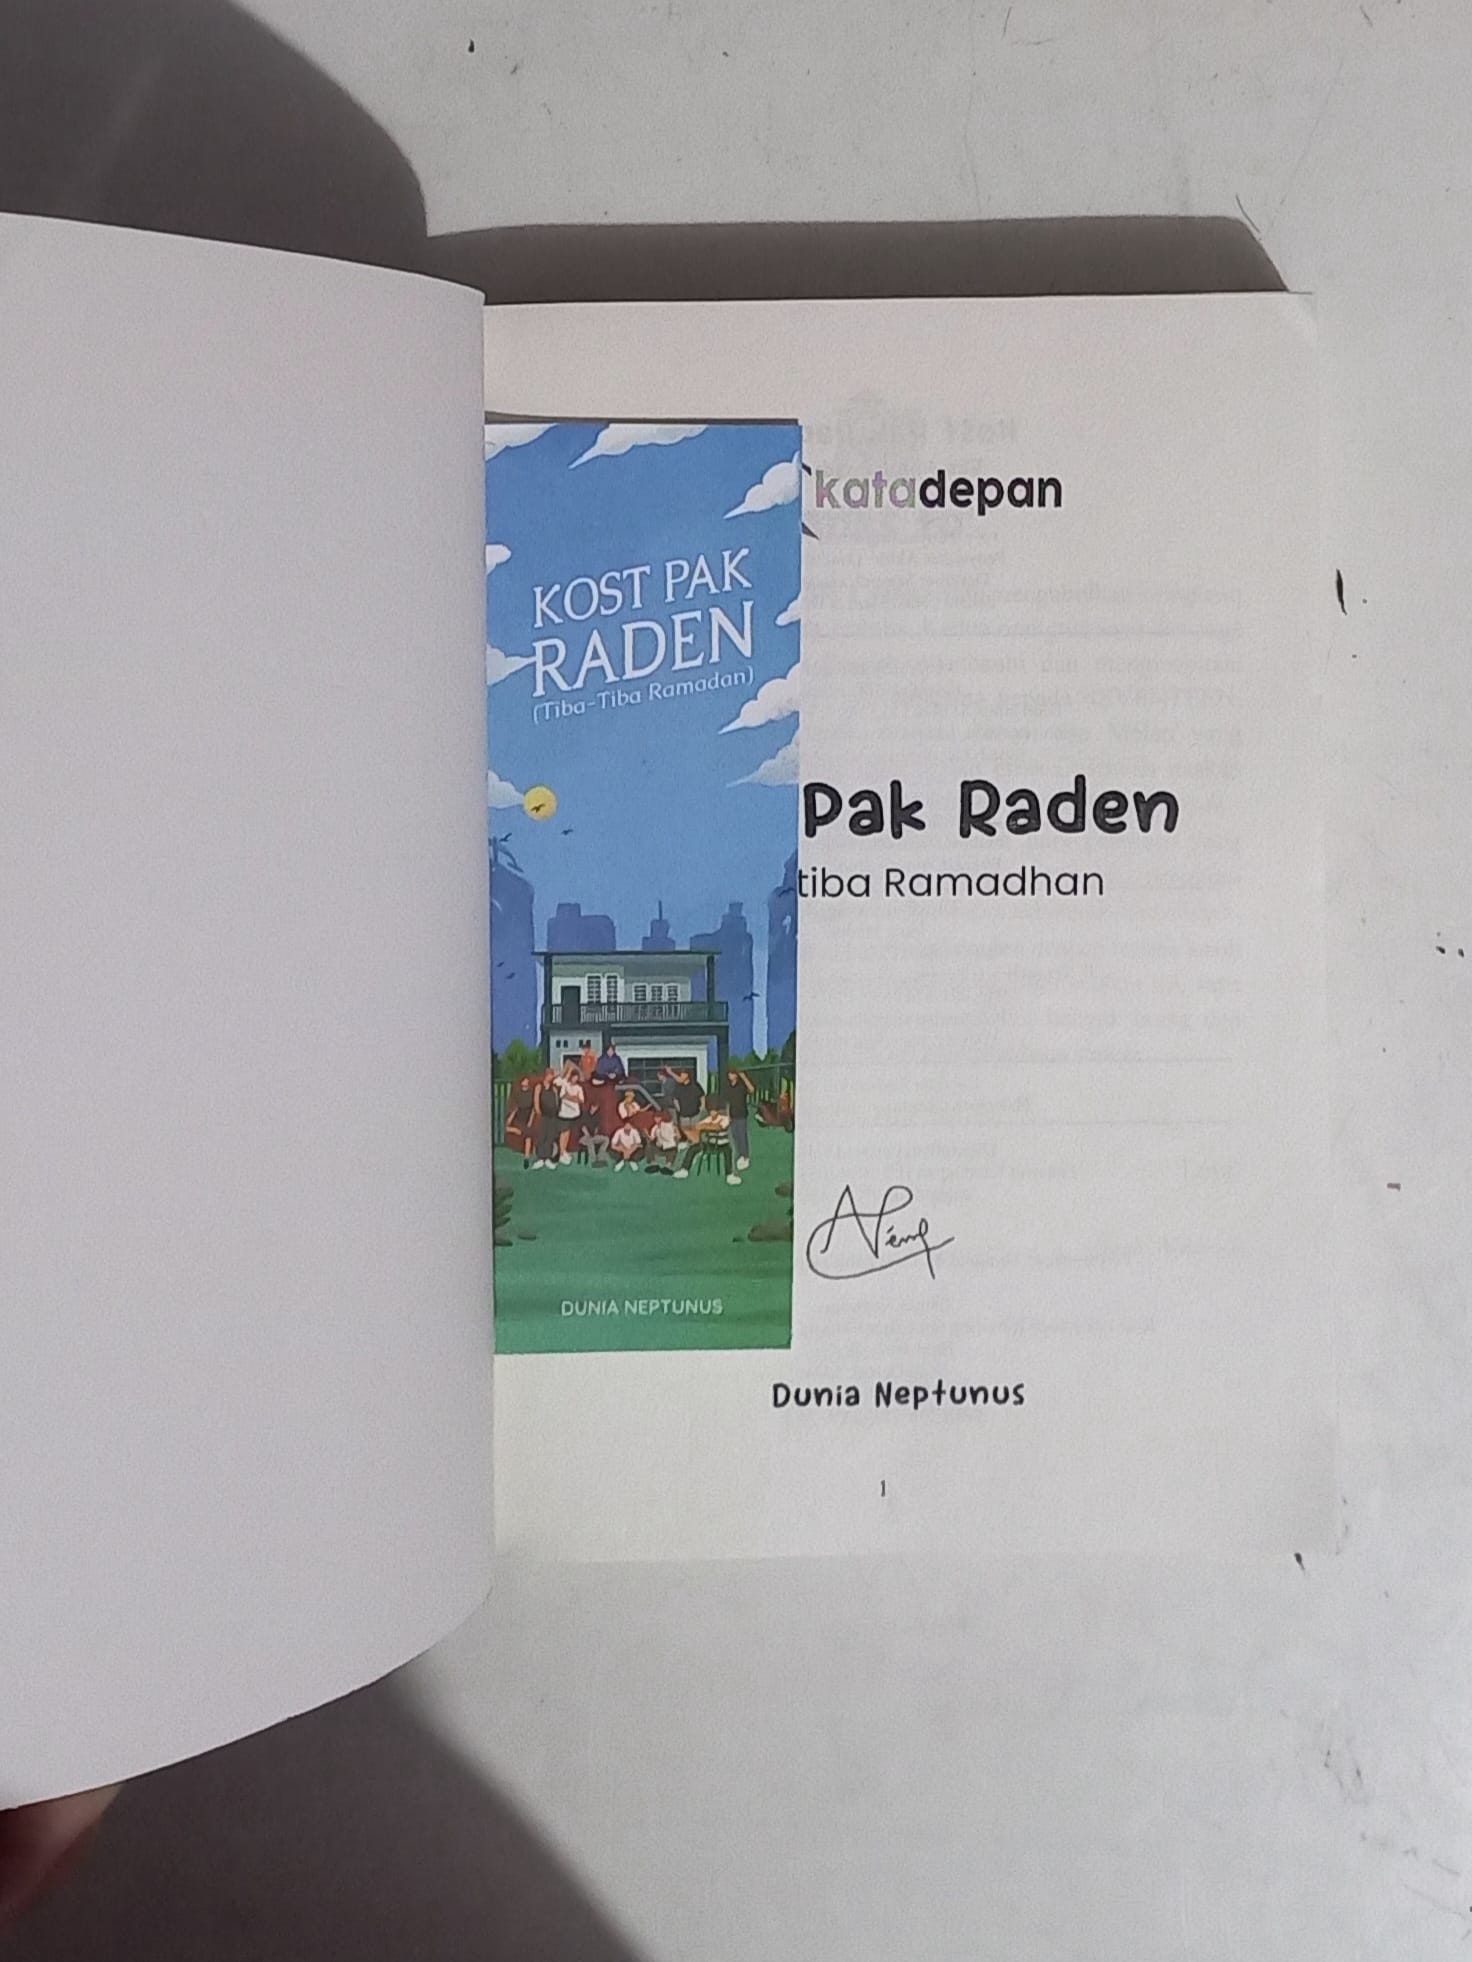 KOST PAK
RADEN
(Tiba-Tiba Ramadan)
DUNIA NEPTUNUS
katadepan
Pak Raden
tiba Ramadhan
Dunia Neptunus
1